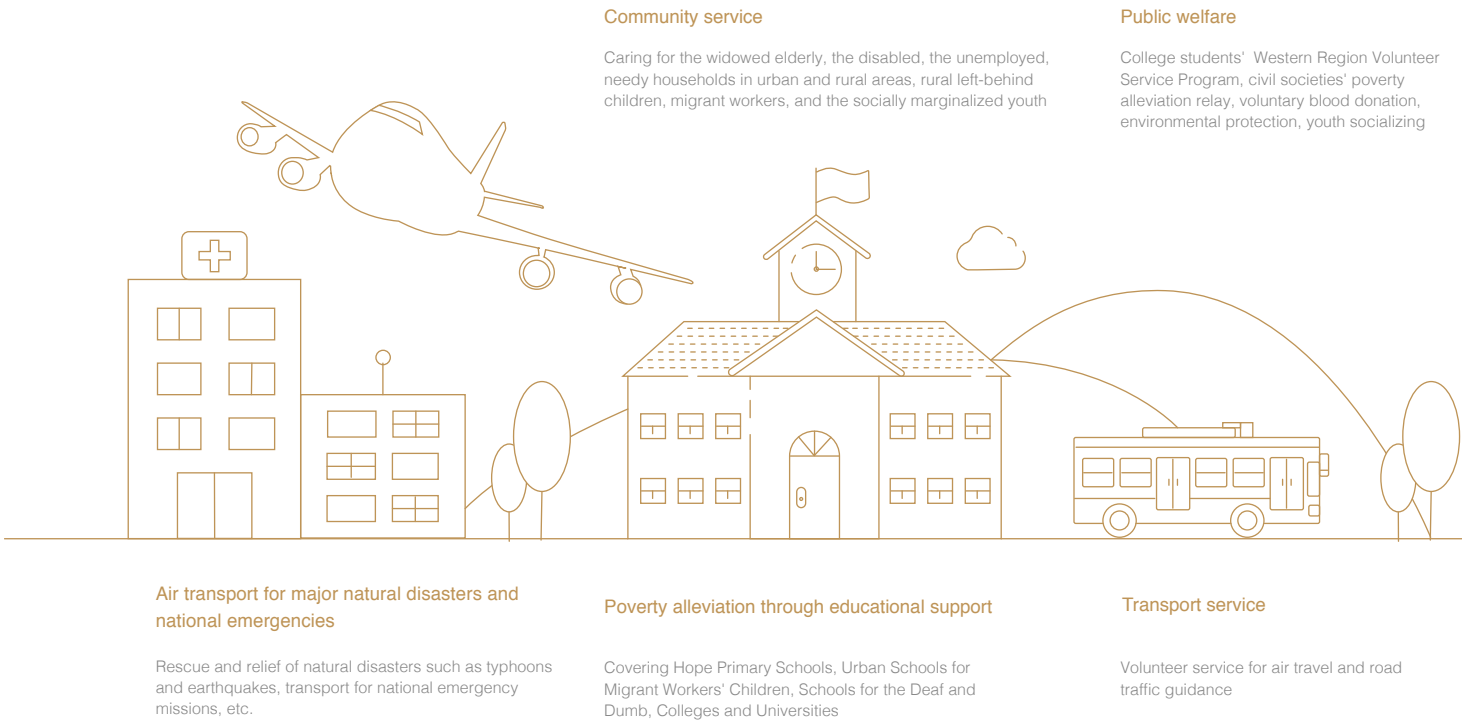 Community service
Caring for the widowed elderly, the disabled, the unemployed,
needy households in urban and rural areas, rural left-behind
children, migrant workers, and the socially marginalized youth
Public welfare
College students' Western Region Volunteer
Service Program, civil societies' poverty
alleviation relay, voluntary blood donation,
environmental protection, youth socializing
Air transport for major natural disasters and
national emergencies
Rescue and relief of natural disasters such as typhoons
and earthquakes, transport for national emergency
missions, etc.
Poverty alleviation through educational support
Covering Hope Primary Schools, Urban Schools for
Migrant Workers' Children, Schools for the Deaf and
Dumb, Colleges and Universities
Transport service
Volunteer service for air travel and road
traffic guidance